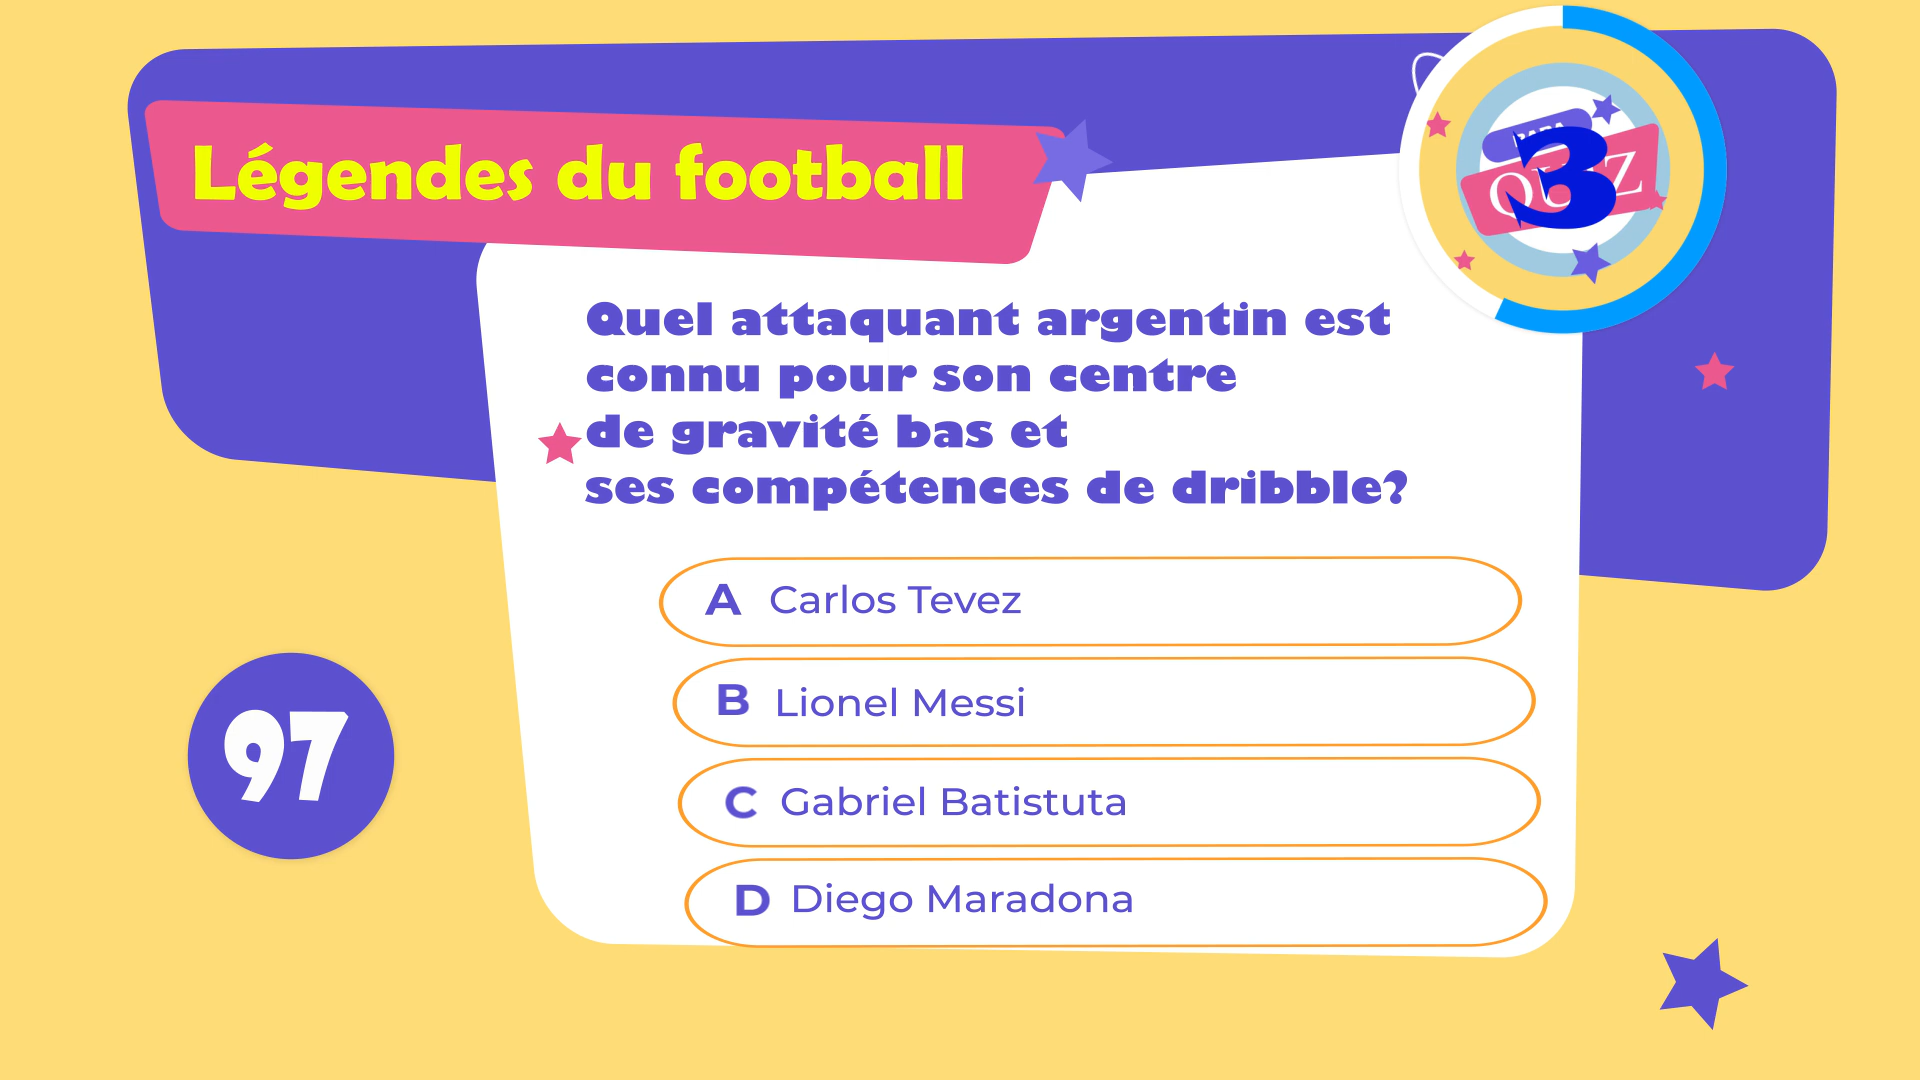 Légendes du football
3
Quel attaquant argentin est
connu pour son centre
de gravité bas et
ses compétences de dribble?
A Carlos Tevez
B Lionel Messi
C Gabriel Batistuta
D Diego Maradona
97